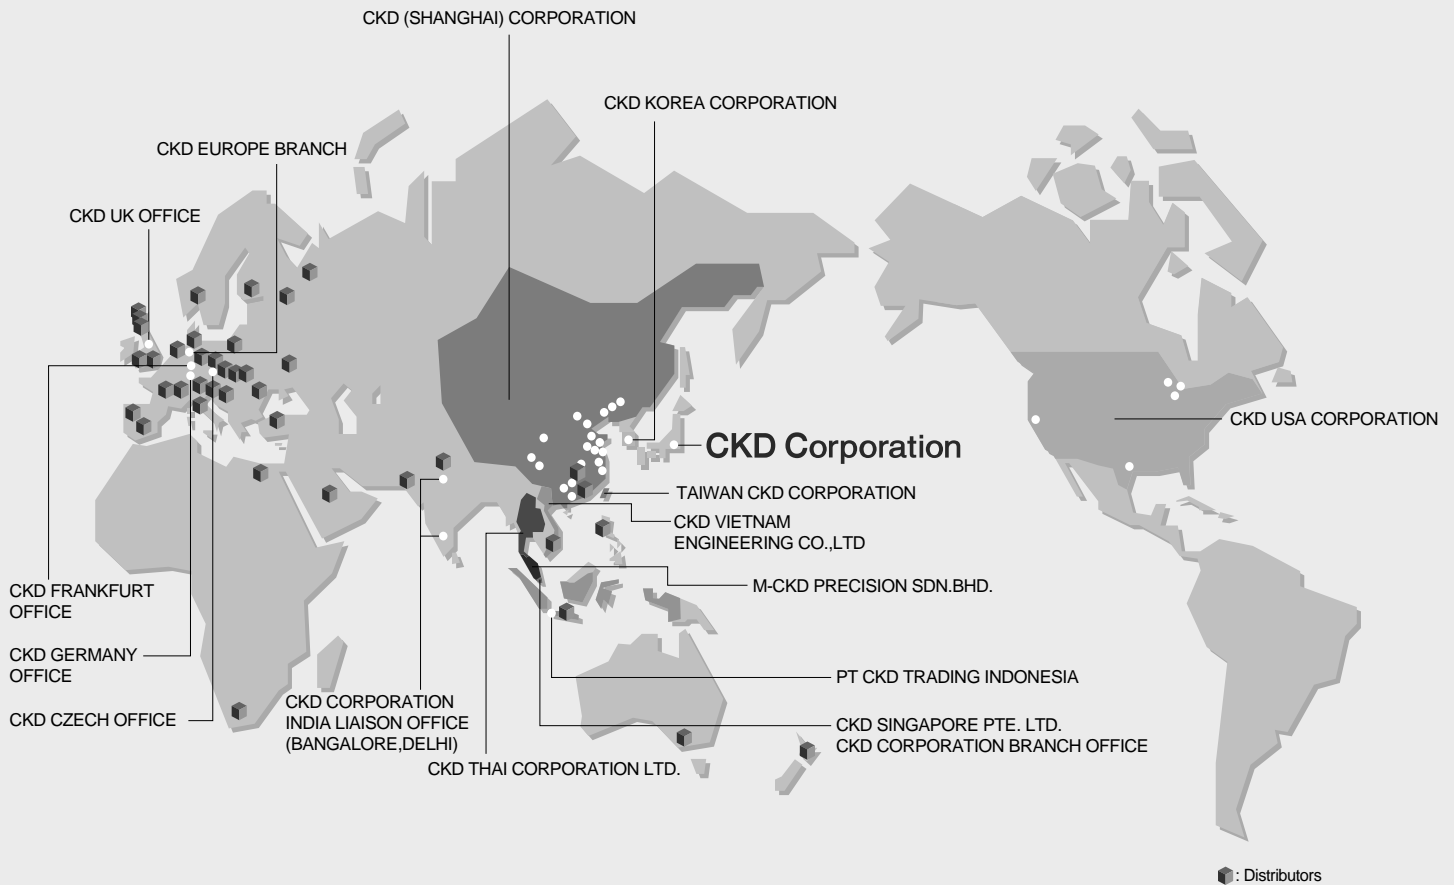 CKD (SHANGHAI) CORPORATION
CKD KOREA CORPORATION
CKD EUROPE BRANCH
CKD UK OFFICE
CKD USA CORPORATION
CKD Corporation
TAIWAN CKD CORPORATION
CKD VIETNAM
ENGINEERING CO.,LTD
M-CKD PRECISION SDN.BHD.
CKD FRANKFURT
OFFICE
CKD GERMANY
OFFICE
CKD CZECH OFFICE
CKD CORPORATION
INDIA LIAISON OFFICE
(BANGALORE,DELHI)
CKD THAI CORPORATION LTD.
PT CKD TRADING INDONESIA
CKD SINGAPORE PTE. LTD.
CKD CORPORATION BRANCH OFFICE
: Distributors